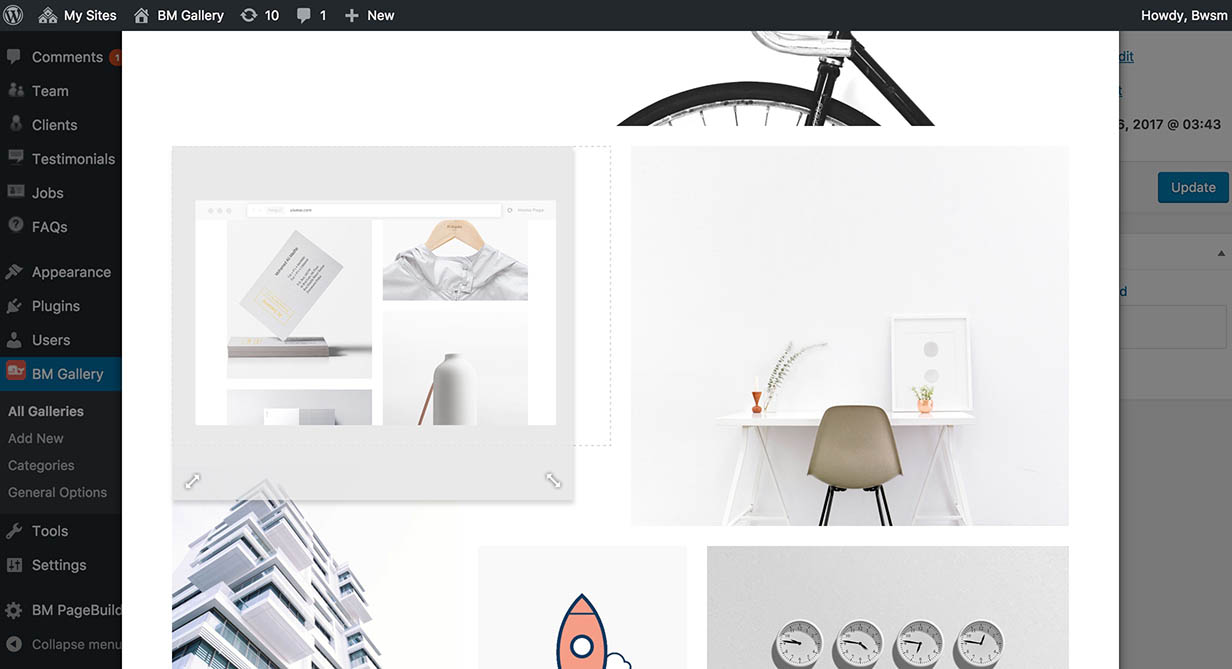 My Sites
BM Gallery
10
1
New
Howdy, Bwsm
Comments 1
Team
Clients
Testimonials
Jobs
FAQs
Appearance
Plugins
Users
BM Gallery
All Galleries
Add New
Categories
General Options
Tools
Settings
BM PageBuild
Collapse menu
dit
t
6, 2017 @ 03:43
Update
d
Home Page